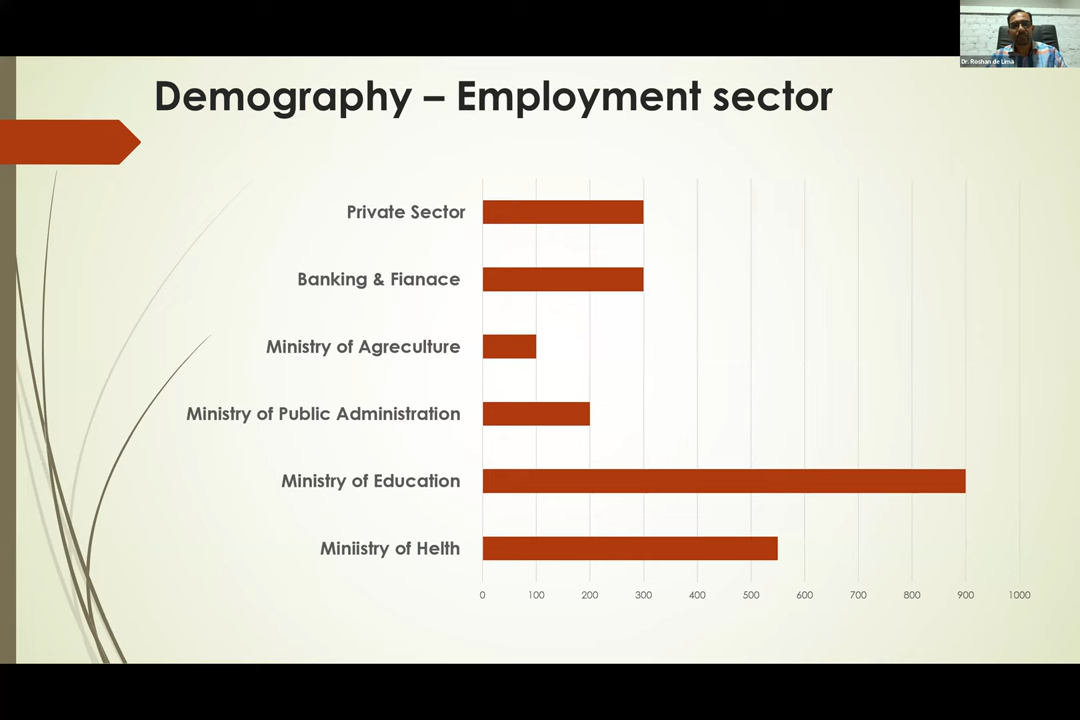 Dr. Roshan de Lima
Demography – Employment sector
Private Sector
Banking & Fianace
Ministry of Agreculture
Ministry of Public Administration
Ministry of Education
Miniistry of Helth
0 100 200 300 400 500 600 700 800 900 1000